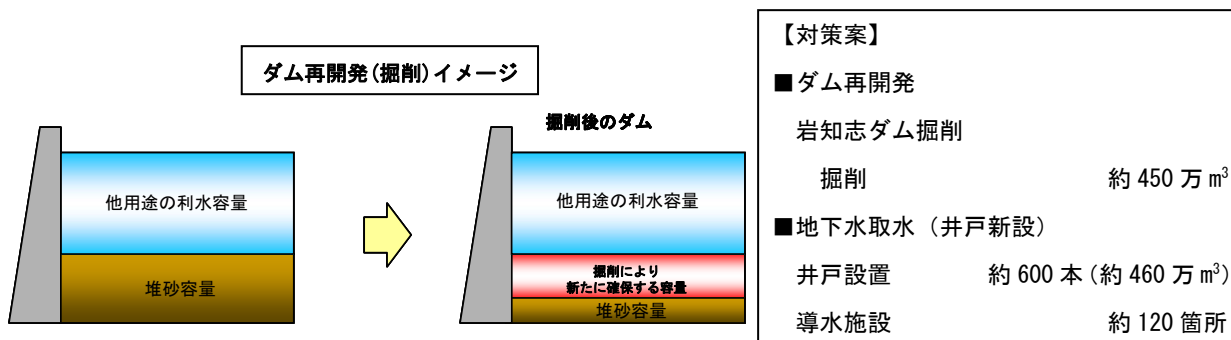 ダム再開発(掘削)イメージ
他用途の利水容量
堆砂容量
掘削後のダム
他用途の利水容量
掘削により
新たに確保する容量
堆砂容量
【対策案】
■ダム再開発
岩知志ダム掘削
掘削 約450万m³
■地下水取水（井戸新設）
井戸設置 約600本(約460万m³)
導水施設 約120箇所